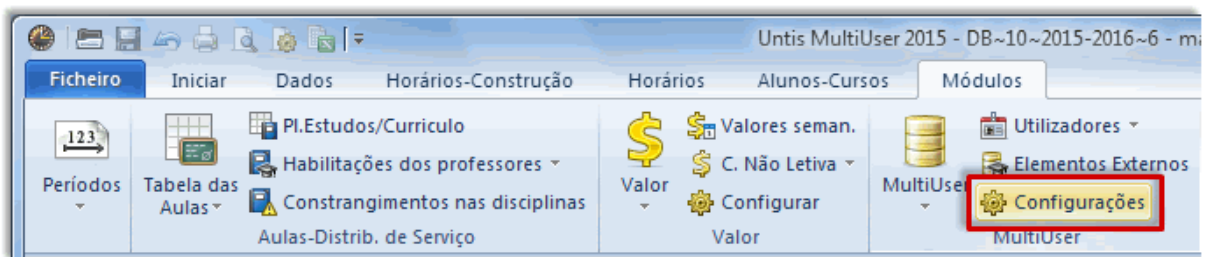 Untis MultiUser 2015 - DB~10~2015-2016~6 - ma
Ficheiro Iniciar Dados Horários-Construção Horários Alunos-Cursos Módulos
123
Períodos
Tabela das
Aulas
Pl.Estudos/Curriculo
Habilitações dos professores
Constrangimentos nas disciplinas
Aulas-Distrib. de Serviço
Valor
Valores seman.
C. Não Letiva
Configurar
Valor
MultiUser
Utilizadores
Elementos Externos
Configurações
MultiUser